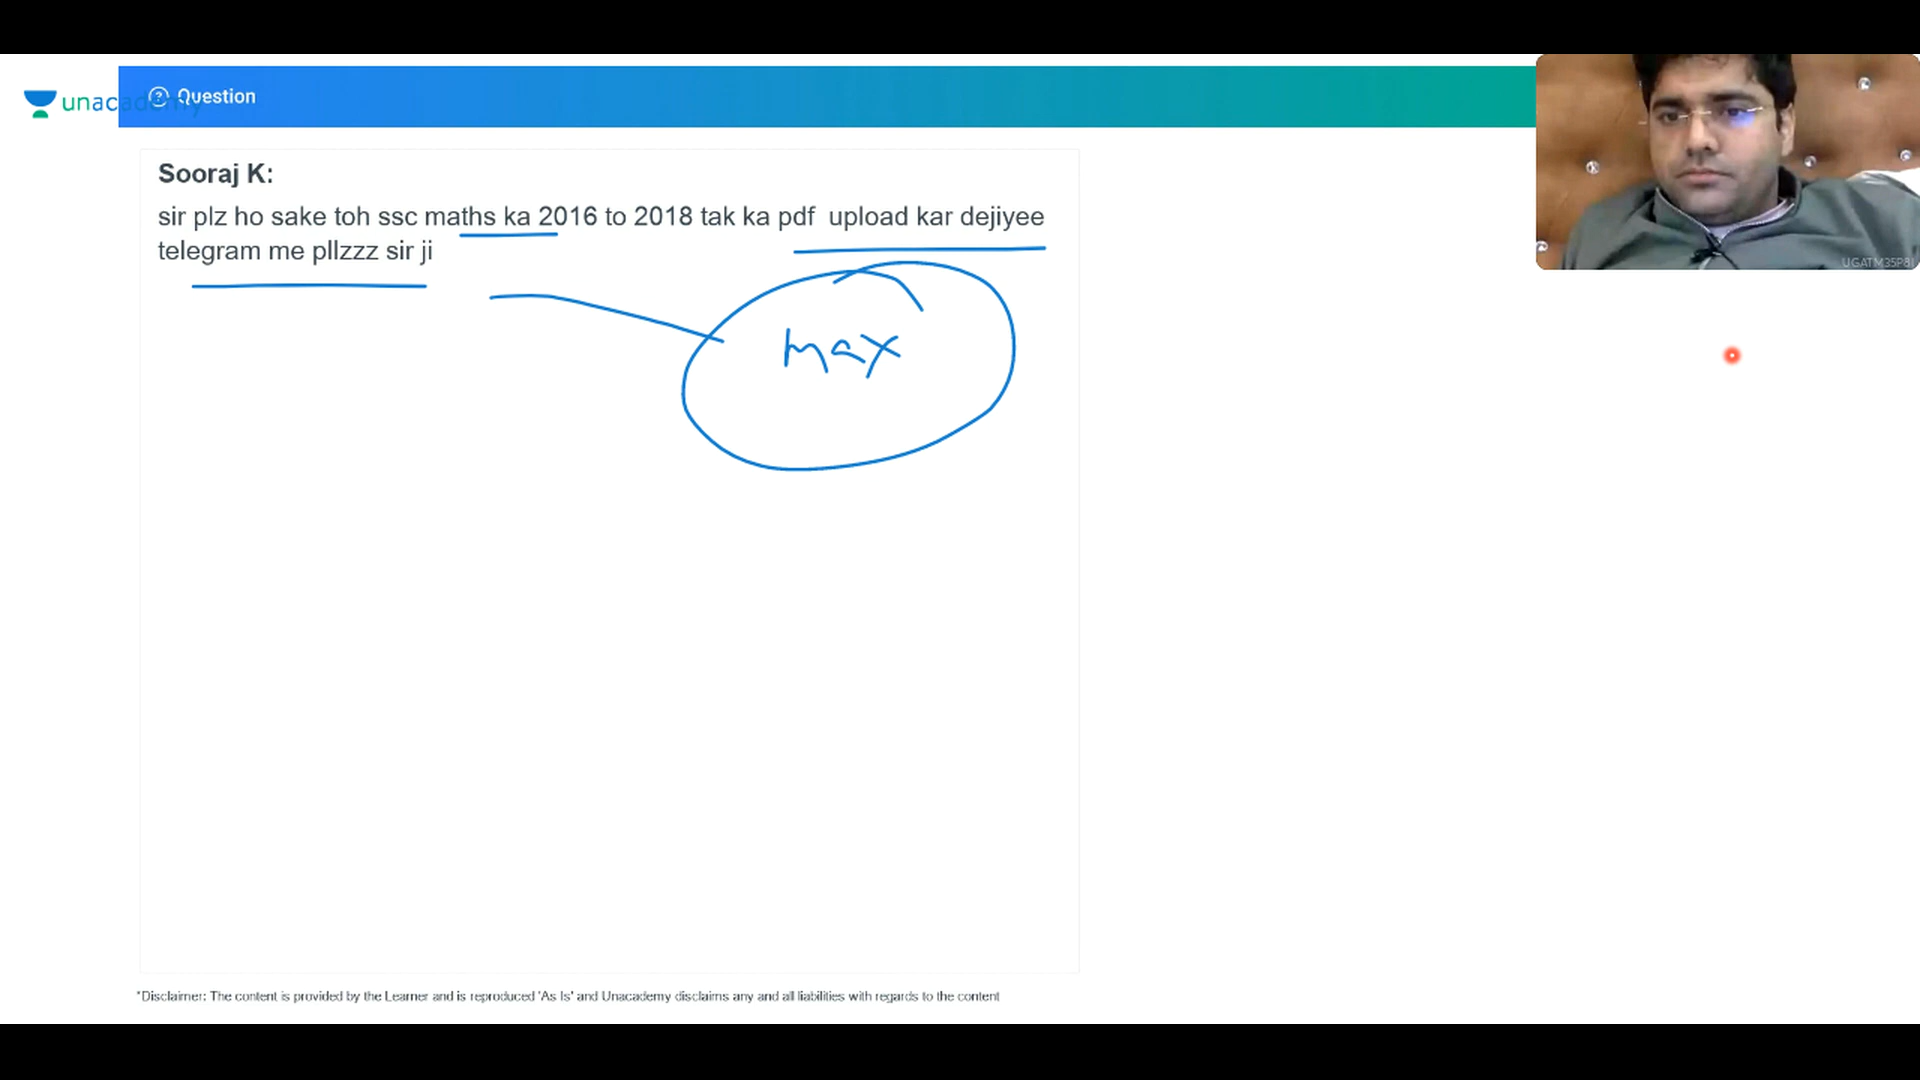 unacademy
Question
Sooraj K:
sir plz ho sake toh ssc maths ka 2016 to 2018 tak ka pdf upload kar dejiyee
telegram me pllzzz sir ji
max
UGATM35P8I
*Disclaimer: The content is provided by the Learner and is reproduced 'As Is' and Unacademy disclaims any and all liabilities with regards to the content